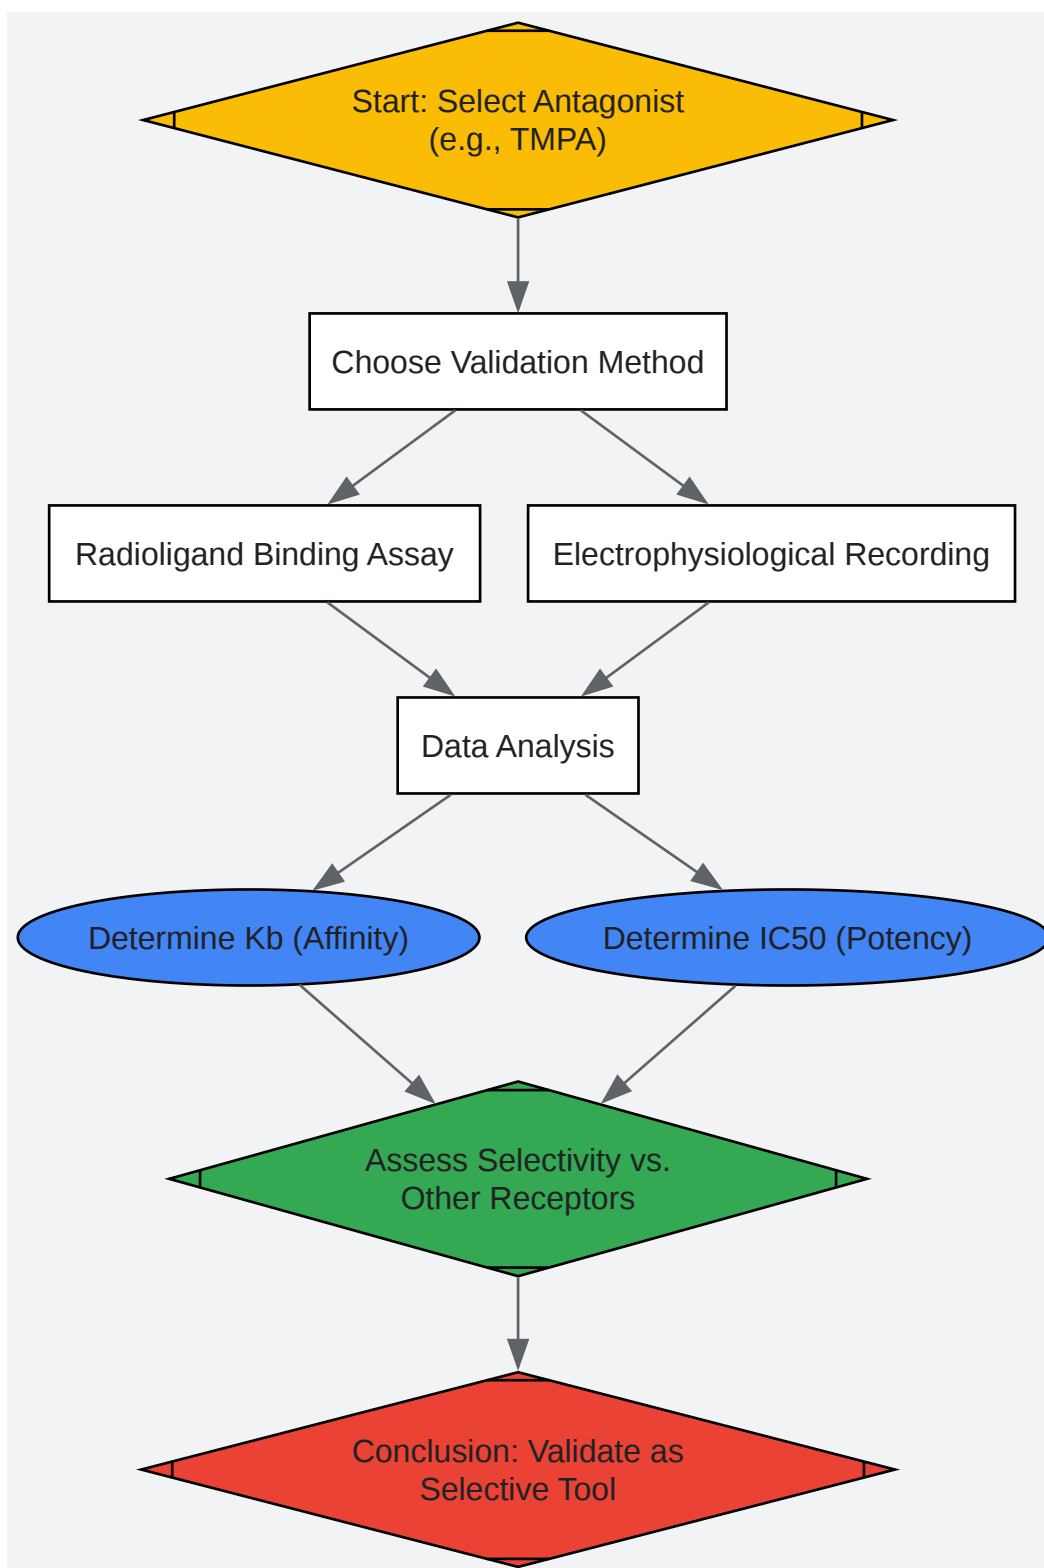 Start: Select Antagonist
(e.g., TMPA)
Choose Validation Method
Radioligand Binding Assay
Electrophysiological Recording
Data Analysis
Determine Kb (Affinity)
Determine IC50 (Potency)
Assess Selectivity vs.
Other Receptors
Conclusion: Validate as
Selective Tool